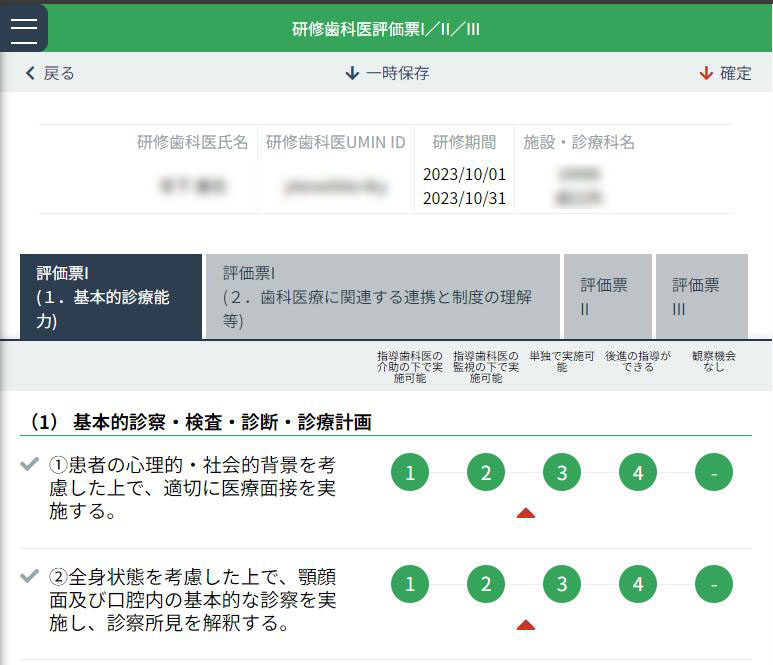 研修歯科医評価票I／II／III
戻る
一時保存
確定
研修歯科医氏名
研修歯科医UMIN ID
研修期間
施設・診療科名
2023/10/01
2023/10/31
評価票I
(１．基本的診療能
力)
評価票I
(２．歯科医療に関連する連携と制度の理解
等)
評価票
II
評価票
III
指導歯科医の
介助の下で実
施可能
指導歯科医の
監視の下で実
施可能
単独で実施可
能
後進の指導が
できる
観察機会
なし
（1） 基本的診察・検査・診断・診療計画
①患者の心理的・社会的背景を考
慮した上で、適切に医療面接を実
施する。
1 2 3 4 -
②全身状態を考慮した上で、顎顔
面及び口腔内の基本的な診察を実
施し、診察所見を解釈する。
1 2 3 4 -